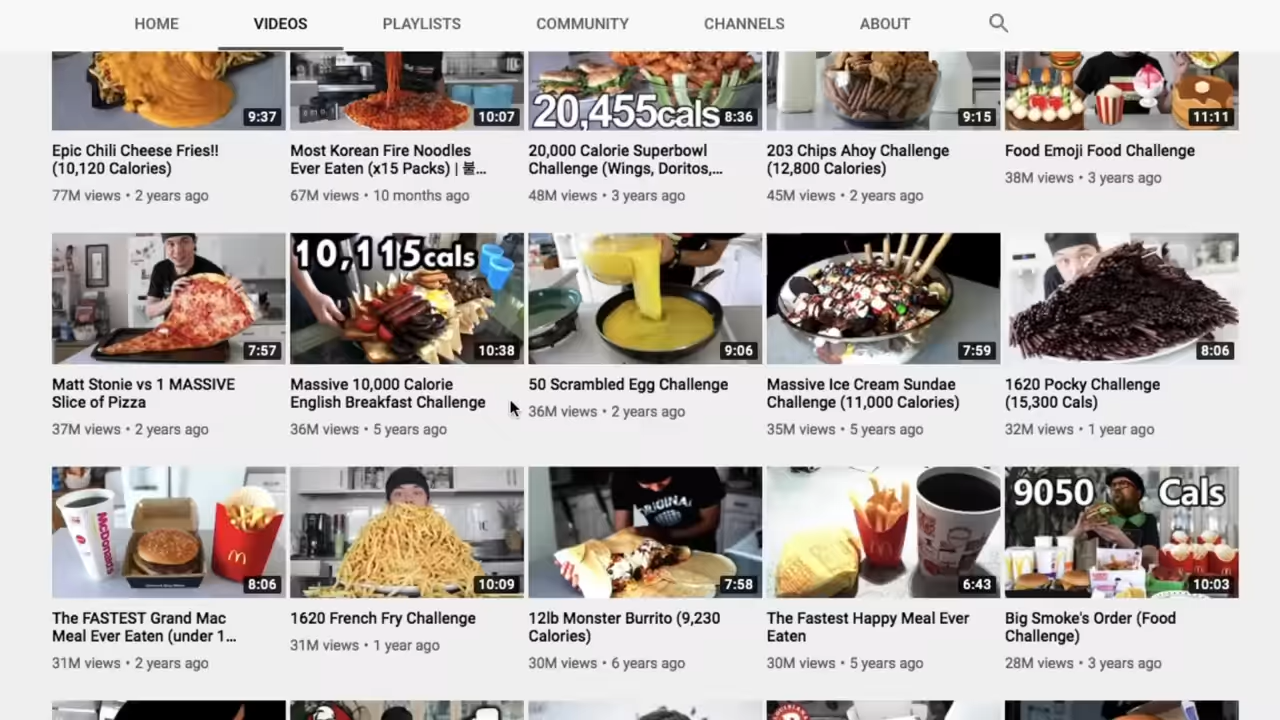 HOME VIDEOS PLAYLISTS COMMUNITY CHANNELS ABOUT
9:37
10:07
20,455cals 8:36
9:15
11:11
Epic Chili Cheese Fries!!
(10,120 Calories)
77M views • 2 years ago
Most Korean Fire Noodles
Ever Eaten (x15 Packs) | 불...
67M views • 10 months ago
20,000 Calorie Superbowl
Challenge (Wings, Doritos,...
48M views • 3 years ago
203 Chips Ahoy Challenge
(12,800 Calories)
45M views • 2 years ago
Food Emoji Food Challenge
38M views • 3 years ago
7:57
10,115cals
10:38
9:06
7:59
8:06
Matt Stonie vs 1 MASSIVE
Slice of Pizza
37M views • 2 years ago
Massive 10,000 Calorie
English Breakfast Challenge
36M views • 5 years ago
50 Scrambled Egg Challenge
36M views • 2 years ago
Massive Ice Cream Sundae
Challenge (11,000 Calories)
35M views • 5 years ago
1620 Pocky Challenge
(15,300 Cals)
32M views • 1 year ago
McDonald's
8:06
10:09
ORIGINAL
7:58
6:43
9050 Cals
10:03
The FASTEST Grand Mac
Meal Ever Eaten (under 1...
31M views • 2 years ago
1620 French Fry Challenge
31M views • 1 year ago
12lb Monster Burrito (9,230
Calories)
30M views • 6 years ago
The Fastest Happy Meal Ever
Eaten
30M views • 5 years ago
Big Smoke's Order (Food
Challenge)
28M views • 3 years ago